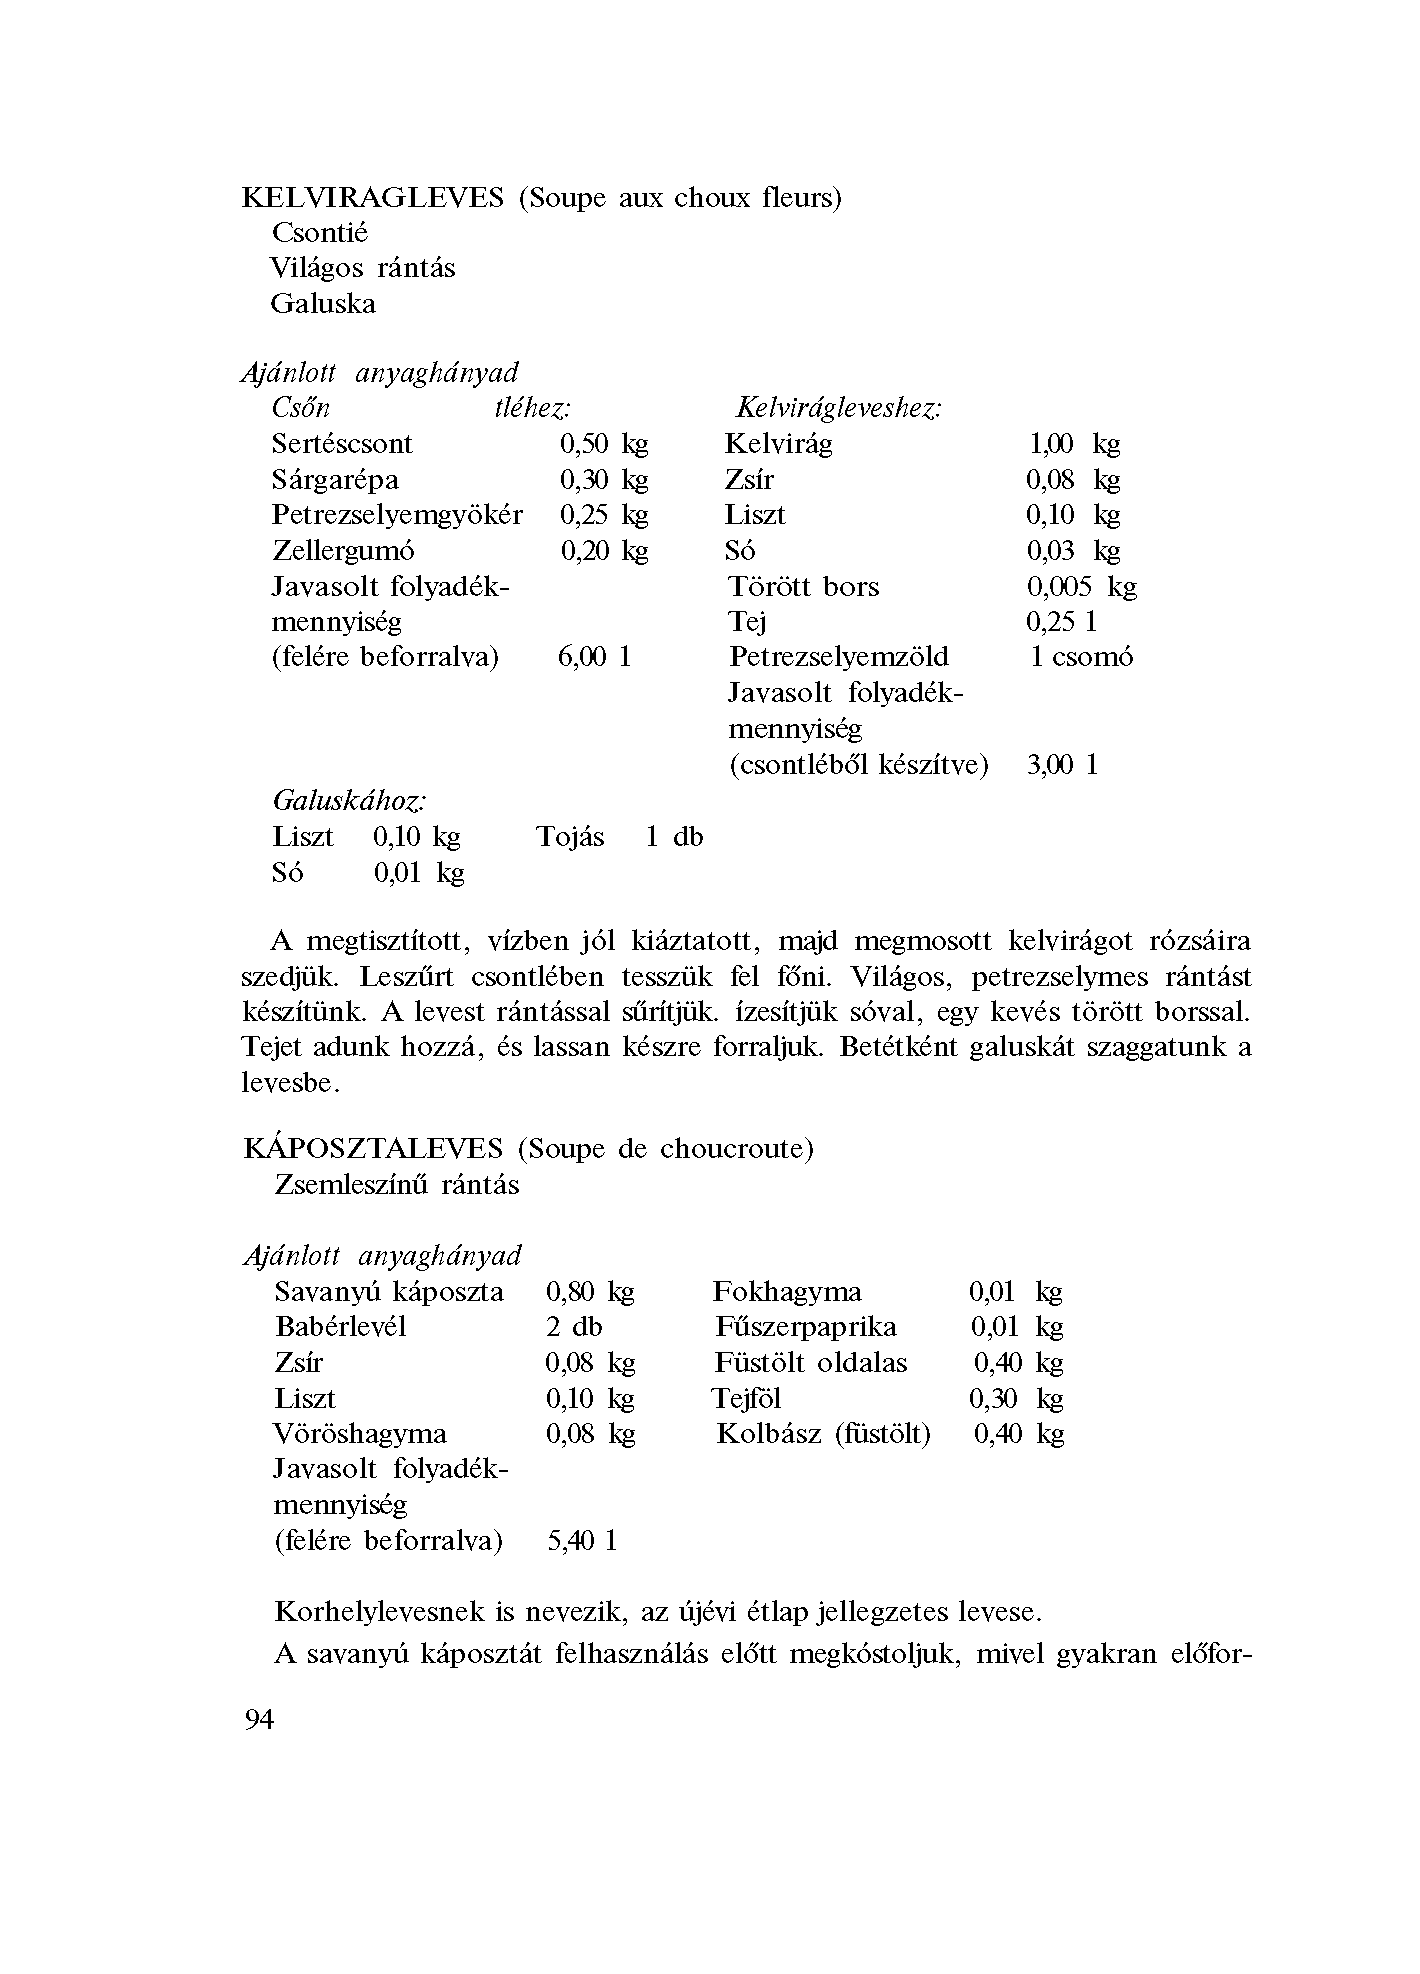 KELVIRAGLEVES (Soupe aux choux fleurs)
Csontié
Világos rántás
Galuska
Ajánlott anyaghányad
Csőn tléhez: Kelvirágleveshez:
Sertéscsont 0,50 kg Kelvirág 1,00 kg
Sárgarépa 0,30 kg Zsír 0,08 kg
Petrezselyemgyökér 0,25 kg Liszt 0,10 kg
Zellergumó 0,20 kg Só 0,03 kg
Javasolt folyadék- Törött bors 0,005 kg
mennyiség Tej 0,25 l
(felére beforralva) 6,00 l Petrezselyemzöld 1 csomó
Javasolt folyadék-
mennyiség
(csontléből készítve) 3,00 l
Galuskához:
Liszt 0,10 kg Tojás 1 db
Só 0,01 kg
A megtisztított, vízben jól kiáztatott, majd megmosott kelvirágot rózsáira
szedjük. Leszűrt csontlében tesszük fel főni. Világos, petrezselymes rántást
készítünk. A levest rántással sűrítjük. ízesítjük sóval, egy kevés törött borssal.
Tejet adunk hozzá, és lassan készre forraljuk. Betétként galuskát szaggatunk a
levesbe.
KÁPOSZTALEVES (Soupe de choucroute)
Zsemleszínű rántás
Ajánlott anyaghányad
Savanyú káposzta 0,80 kg Fokhagyma 0,01 kg
Babérlevél 2 db Fűszerpaprika 0,01 kg
Zsír 0,08 kg Füstölt oldalas 0,40 kg
Liszt 0,10 kg Tejföl 0,30 kg
Vöröshagyma 0,08 kg Kolbász (füstölt) 0,40 kg
Javasolt folyadék-
mennyiség
(felére beforralva) 5,40 l
Korhelylevesnek is nevezik, az újévi étlap jellegzetes levese.
A savanyú káposztát felhasználás előtt megkóstoljuk, mivel gyakran előfor-
94